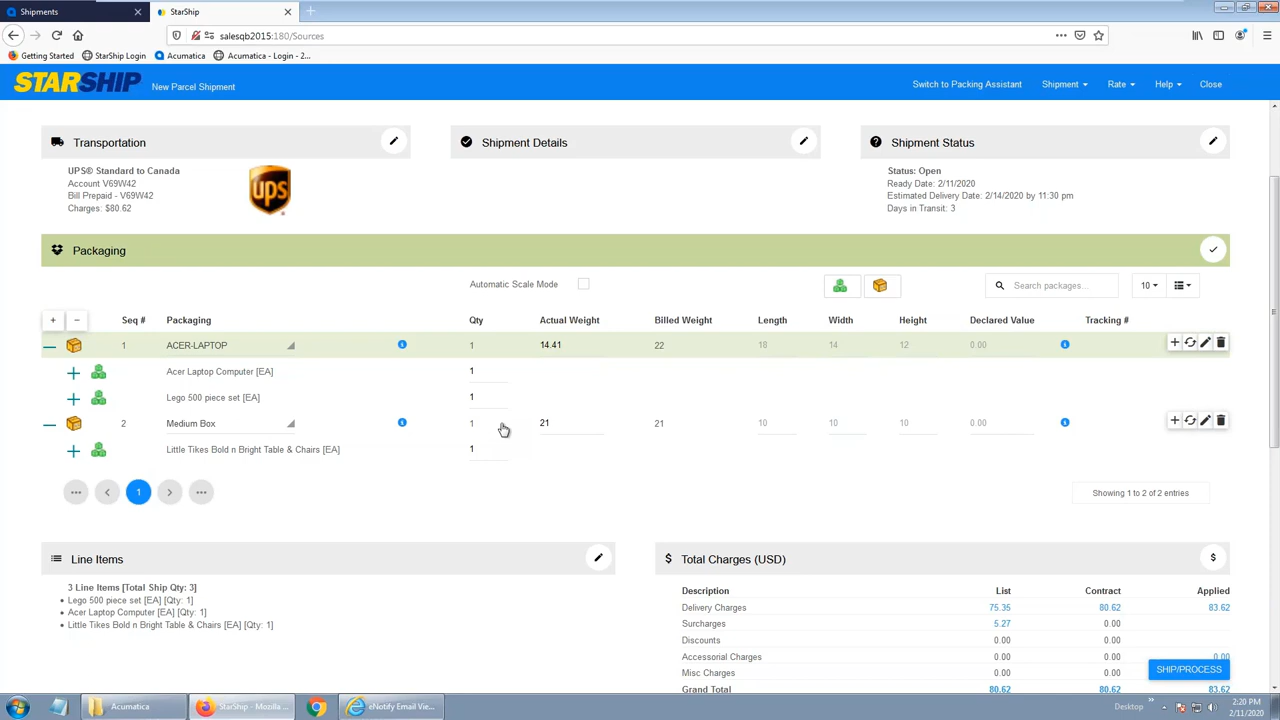 Shipments
StarShip
salesqb2015:180/Sources
Getting Started
StarShip Login
Acumatica
Acumatica - Login - 2...
STARSHIP
New Parcel Shipment
Switch to Packing Assistant
Shipment
Rate
Help
Close
Transportation
Shipment Details
Shipment Status
UPS® Standard to Canada
Account V69W42
Bill Prepaid - V69W42
Charges: $80.62
ups
Status: Open
Ready Date: 2/11/2020
Estimated Delivery Date: 2/14/2020 by 11:30 pm
Days in Transit: 3
Packaging
Automatic Scale Mode
Search packages...
10
+ − Seq # Packaging Qty Actual Weight Billed Weight Length Width Height Declared Value Tracking #
1 ACER-LAPTOP 1 14.41 22 18 14 12 0.00
Acer Laptop Computer [EA] 1
Lego 500 piece set [EA] 1
2 Medium Box 1 21 21 10 10 10 0.00
Little Tikes Bold n Bright Table & Chairs [EA] 1
... < 1 > ...
Showing 1 to 2 of 2 entries
Line Items
3 Line Items [Total Ship Qty: 3]
• Lego 500 piece set [EA] [Qty: 1]
• Acer Laptop Computer [EA] [Qty: 1]
• Little Tikes Bold n Bright Table & Chairs [EA] [Qty: 1]
$ Total Charges (USD) $
Description List Contract Applied
Delivery Charges 75.35 80.62 83.62
Surcharges 5.27 0.00
Discounts 0.00 0.00
Accessorial Charges 0.00 0.00 0.00
Misc Charges 0.00 0.00
Grand Total 80.62 80.62 83.62
SHIP/PROCESS
Acumatica
StarShip - Mozilla ...
eNotify Email Vie...
Desktop
2:20 PM
2/11/2020